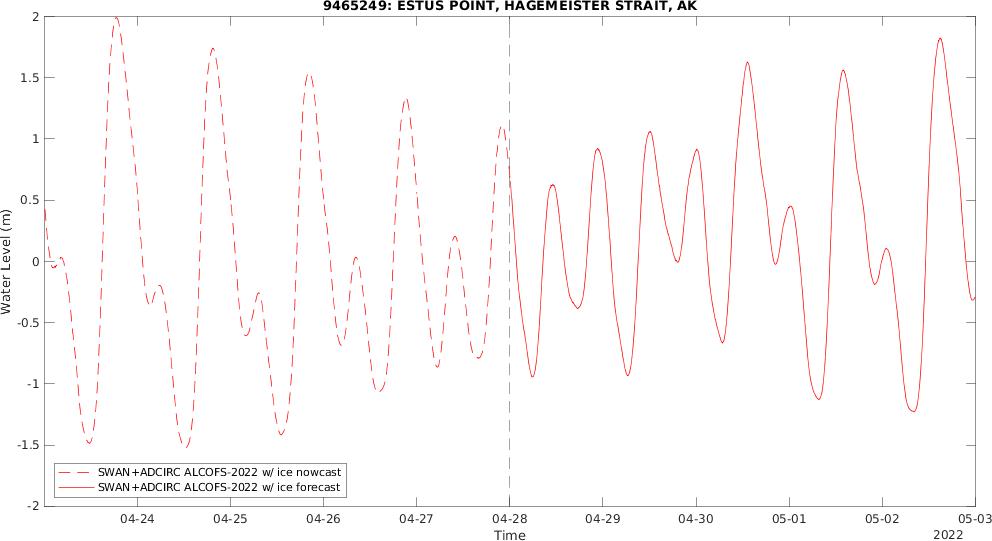 9465249: ESTUS POINT, HAGEMEISTER STRAIT, AK
2
1.5
1
0.5
0
-0.5
-1
-1.5
-2
Water Level (m)
SWAN+ADCIRC ALCOFS-2022 w/ ice nowcast
SWAN+ADCIRC ALCOFS-2022 w/ ice forecast
04-24 04-25 04-26 04-27 04-28 04-29 04-30 05-01 05-02 05-03
Time
2022